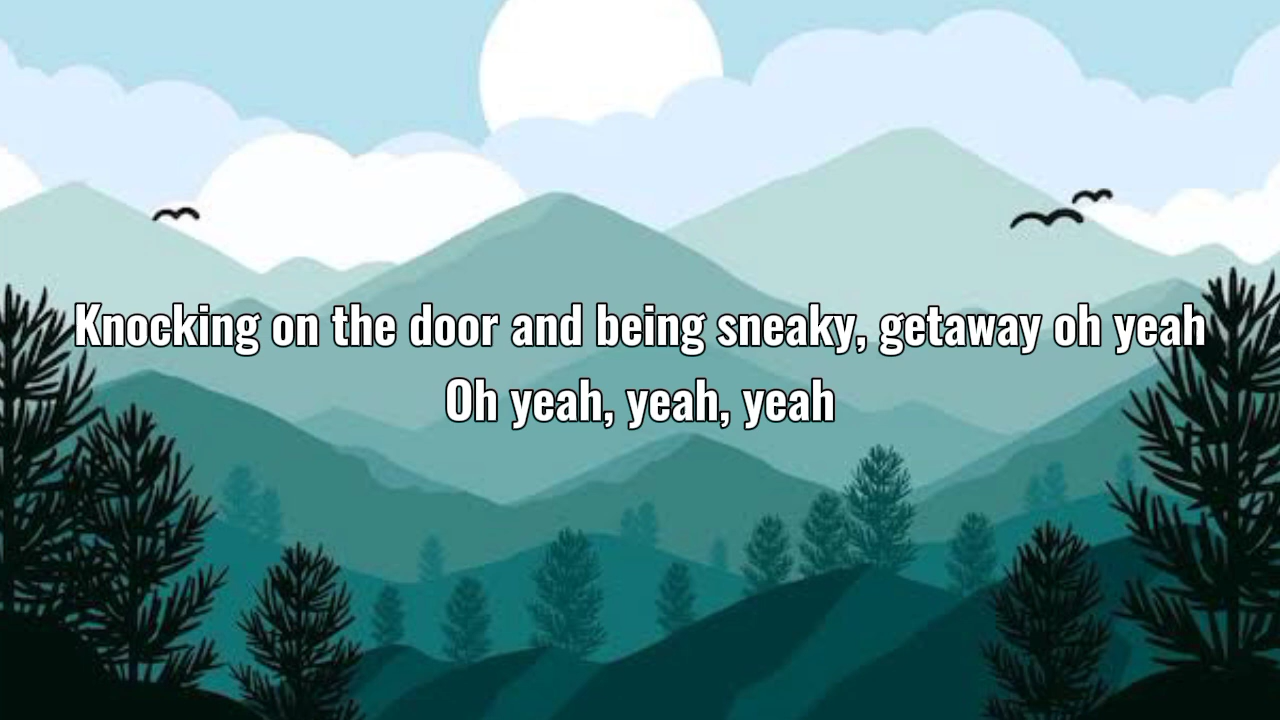 Knocking on the door and being sneaky, getaway oh yeah
Oh yeah, yeah, yeah